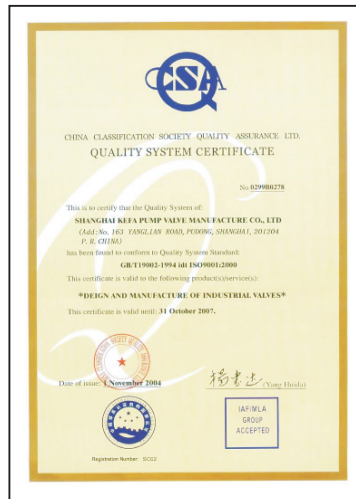 CSA
CHINA CLASSIFICATION SOCIETY QUALITY ASSURANCE LTD.
QUALITY SYSTEM CERTIFICATE
No.0299B0278
This is to certify that the Quality System of:
SHANGHAI KEFA PUMP VALVE MANUFACTURE CO., LTD
(Add: No. 163 YANGLIAN ROAD, PUDONG, SHANGHAI, 201204
P. R. CHINA)
has been found to conform to Quality System Standard:
GB/T19002-1994 idt ISO9001:2000
This certificate is valid to the following product(s)/service(s):
*DEIGN AND MANUFACTURE OF INDUSTRIAL VALVES*
This certificate is valid until: 31 October 2007.
Date of issue: 1 November 2004
(Yang Huida)
IAF/MLA
GROUP
ACCEPTED
Registration Number: